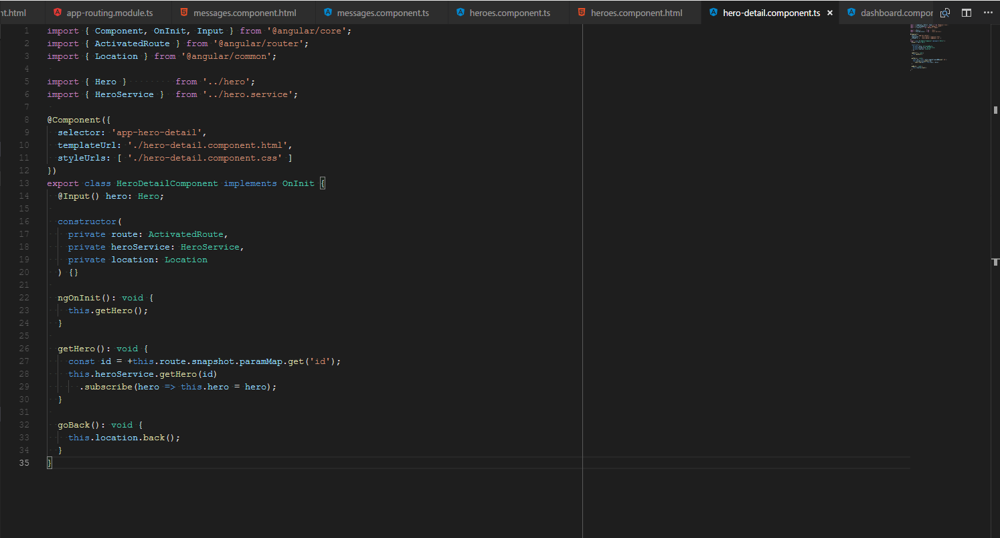 nt.html app-routing.module.ts messages.component.html messages.component.ts heroes.component.ts heroes.component.html hero-detail.component.ts × dashboard.compor
1 import { Component, OnInit, Input } from '@angular/core';
2 import { ActivatedRoute } from '@angular/router';
3 import { Location } from '@angular/common';
4
5 import { Hero }         from '../hero';
6 import { HeroService }  from '../hero.service';
7
8 @Component({
9   selector: 'app-hero-detail',
10   templateUrl: './hero-detail.component.html',
11   styleUrls: [ './hero-detail.component.css' ]
12 })
13 export class HeroDetailComponent implements OnInit {
14   @Input() hero: Hero;
15
16   constructor(
17     private route: ActivatedRoute,
18     private heroService: HeroService,
19     private location: Location
20   ) {}
21
22   ngOnInit(): void {
23     this.getHero();
24   }
25
26   getHero(): void {
27     const id = +this.route.snapshot.paramMap.get('id');
28     this.heroService.getHero(id)
29       .subscribe(hero => this.hero = hero);
30   }
31
32   goBack(): void {
33     this.location.back();
34   }
35 }